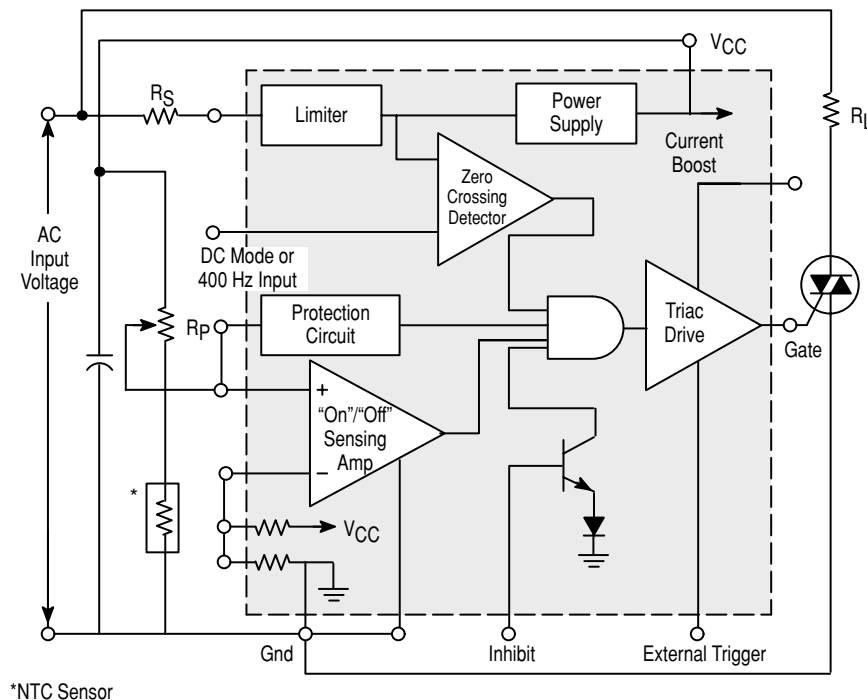 VCC
RS
Limiter
Power
Supply
RL
Current
Boost
Zero
Crossing
Detector
AC
Input
Voltage
DC Mode or
400 Hz Input
RP
Protection
Circuit
Triac
Drive
Gate
+
“On”/“Off”
Sensing
Amp
−
*
VCC
Gnd
Inhibit
External Trigger
*NTC Sensor